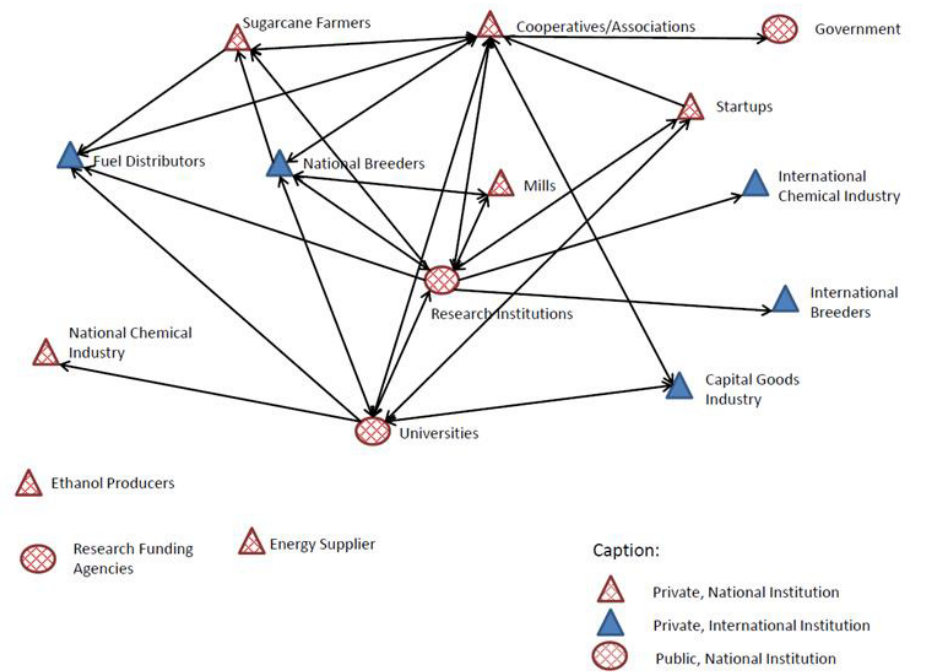 Sugarcane Farmers
Cooperatives/Associations
Government
Startups
Fuel Distributors
National Breeders
Mills
International
Chemical Industry
Research Institutions
International
Breeders
National Chemical
Industry
Capital Goods
Industry
Universities
Ethanol Producers
Research Funding
Agencies
Energy Supplier
Caption:
Private, National Institution
Private, International Institution
Public, National Institution